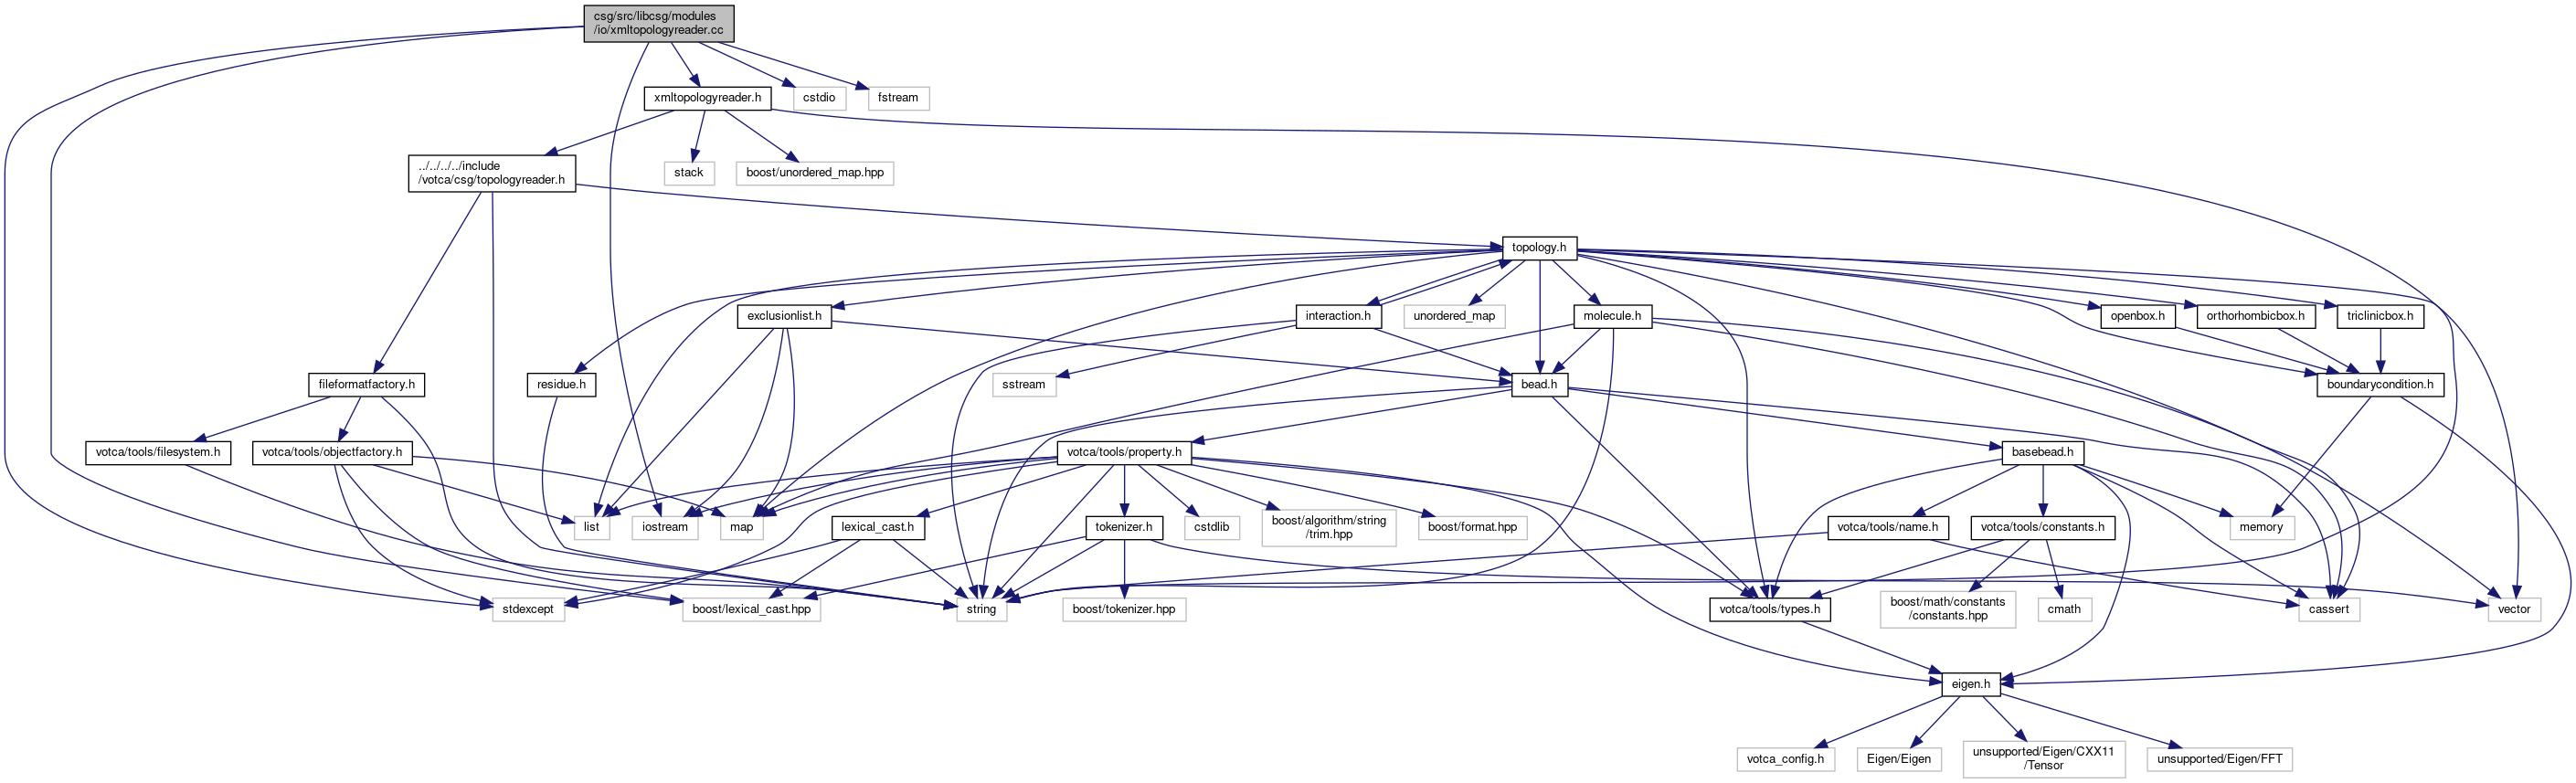 csg/src/libcsg/modules
/io/xmltopologyreader.cc
xmltopologyreader.h
cstdio
fstream
../../../../include
/votca/csg/topologyreader.h
stack
boost/unordered_map.hpp
topology.h
exclusionlist.h
interaction.h
unordered_map
molecule.h
openbox.h
orthorhombicbox.h
triclinicbox.h
fileformatfactory.h
residue.h
sstream
bead.h
boundarycondition.h
votca/tools/filesystem.h
votca/tools/objectfactory.h
votca/tools/property.h
basebead.h
list
iostream
map
lexical_cast.h
tokenizer.h
cstdlib
boost/algorithm/string
/trim.hpp
boost/format.hpp
votca/tools/name.h
votca/tools/constants.h
memory
stdexcept
boost/lexical_cast.hpp
string
boost/tokenizer.hpp
votca/tools/types.h
boost/math/constants
/constants.hpp
cmath
cassert
vector
eigen.h
votca_config.h
Eigen/Eigen
unsupported/Eigen/CXX11
/Tensor
unsupported/Eigen/FFT